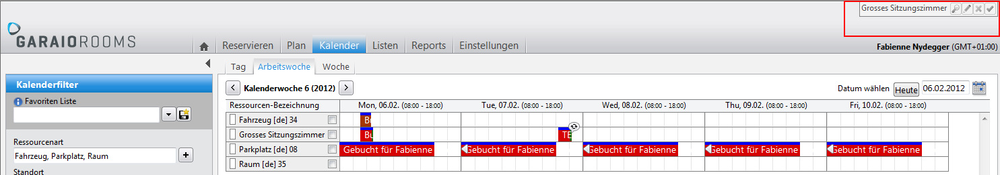 Grosses Sitzungszimmer
GARAIOROOMS
Reservieren Plan Kalender Listen Reports Einstellungen
Fabienne Nydegger (GMT+01:00)
Tag Arbeitswoche Woche
Kalenderfilter
Kalenderwoche 6 (2012)
Datum wählen Heute 06.02.2012
Favoriten Liste
Ressourcen-Bezeichnung Mon, 06.02. (08:00 - 18:00) Tue, 07.02. (08:00 - 18:00) Wed, 08.02. (08:00 - 18:00) Thu, 09.02. (08:00 - 18:00) Fri, 10.02. (08:00 - 18:00)
Fahrzeug [de] 34
Grosses Sitzungszimmer TE
Ressourcenart
Parkplatz [de] 08 Gebucht für Fabienne Gebucht für Fabienne Gebucht für Fabienne Gebucht für Fabienne Gebucht für Fabienne
Fahrzeug, Parkplatz, Raum
Raum [de] 35
Standort